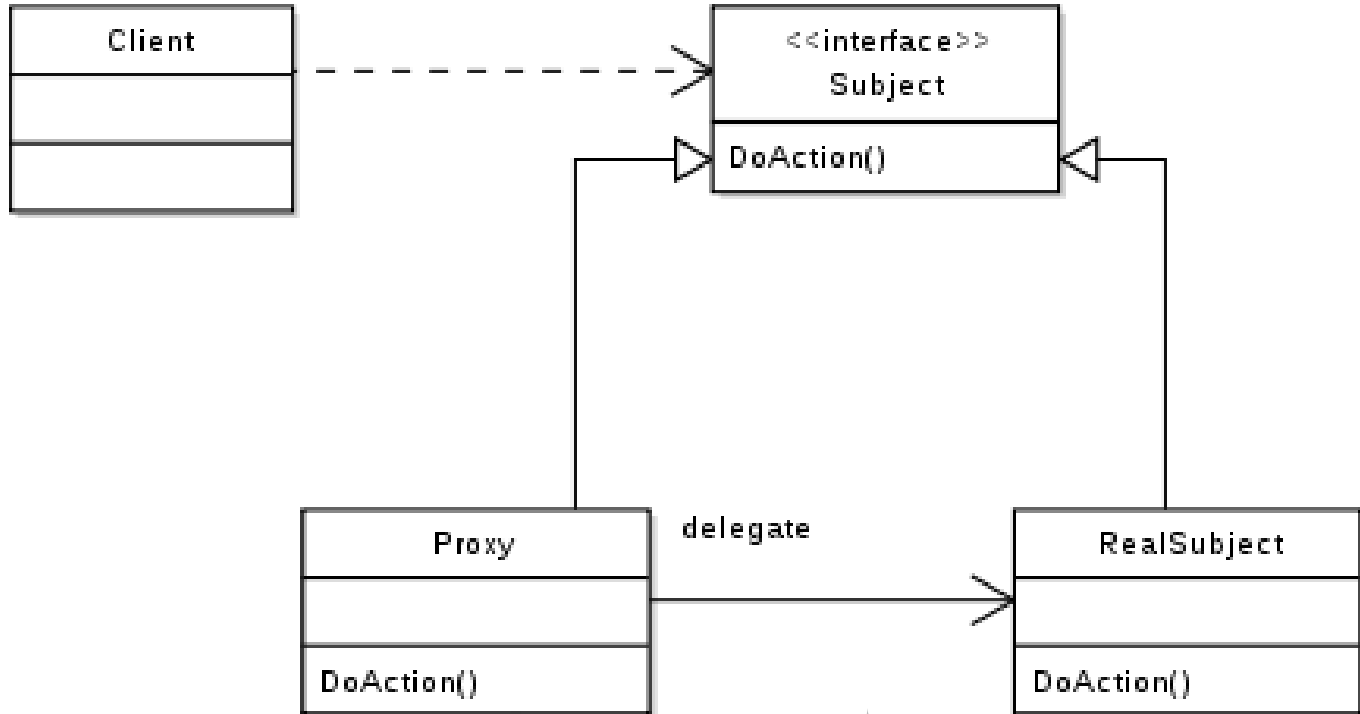 Client
<<interface>>
Subject
DoAction()
delegate
Proxy
RealSubject
DoAction()
DoAction()